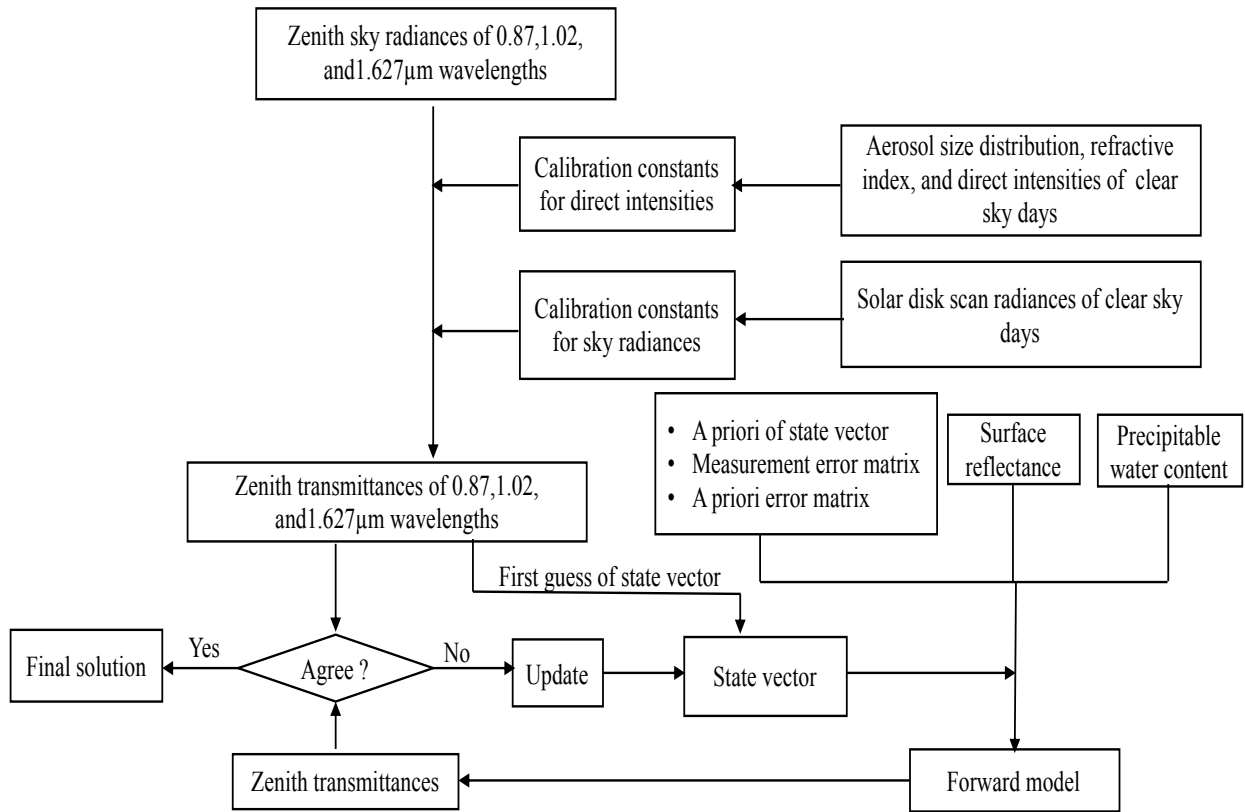 Zenith sky radiances of 0.87,1.02,
and1.627µm wavelengths
Calibration constants
for direct intensities
Aerosol size distribution, refractive
index, and direct intensities of clear
sky days
Calibration constants
for sky radiances
Solar disk scan radiances of clear sky
days
• A priori of state vector
• Measurement error matrix
• A priori error matrix
Surface
reflectance
Precipitable
water content
Zenith transmittances of 0.87,1.02,
and1.627µm wavelengths
First guess of state vector
Final solution
Yes
Agree ?
No
Update
State vector
Zenith transmittances
Forward model